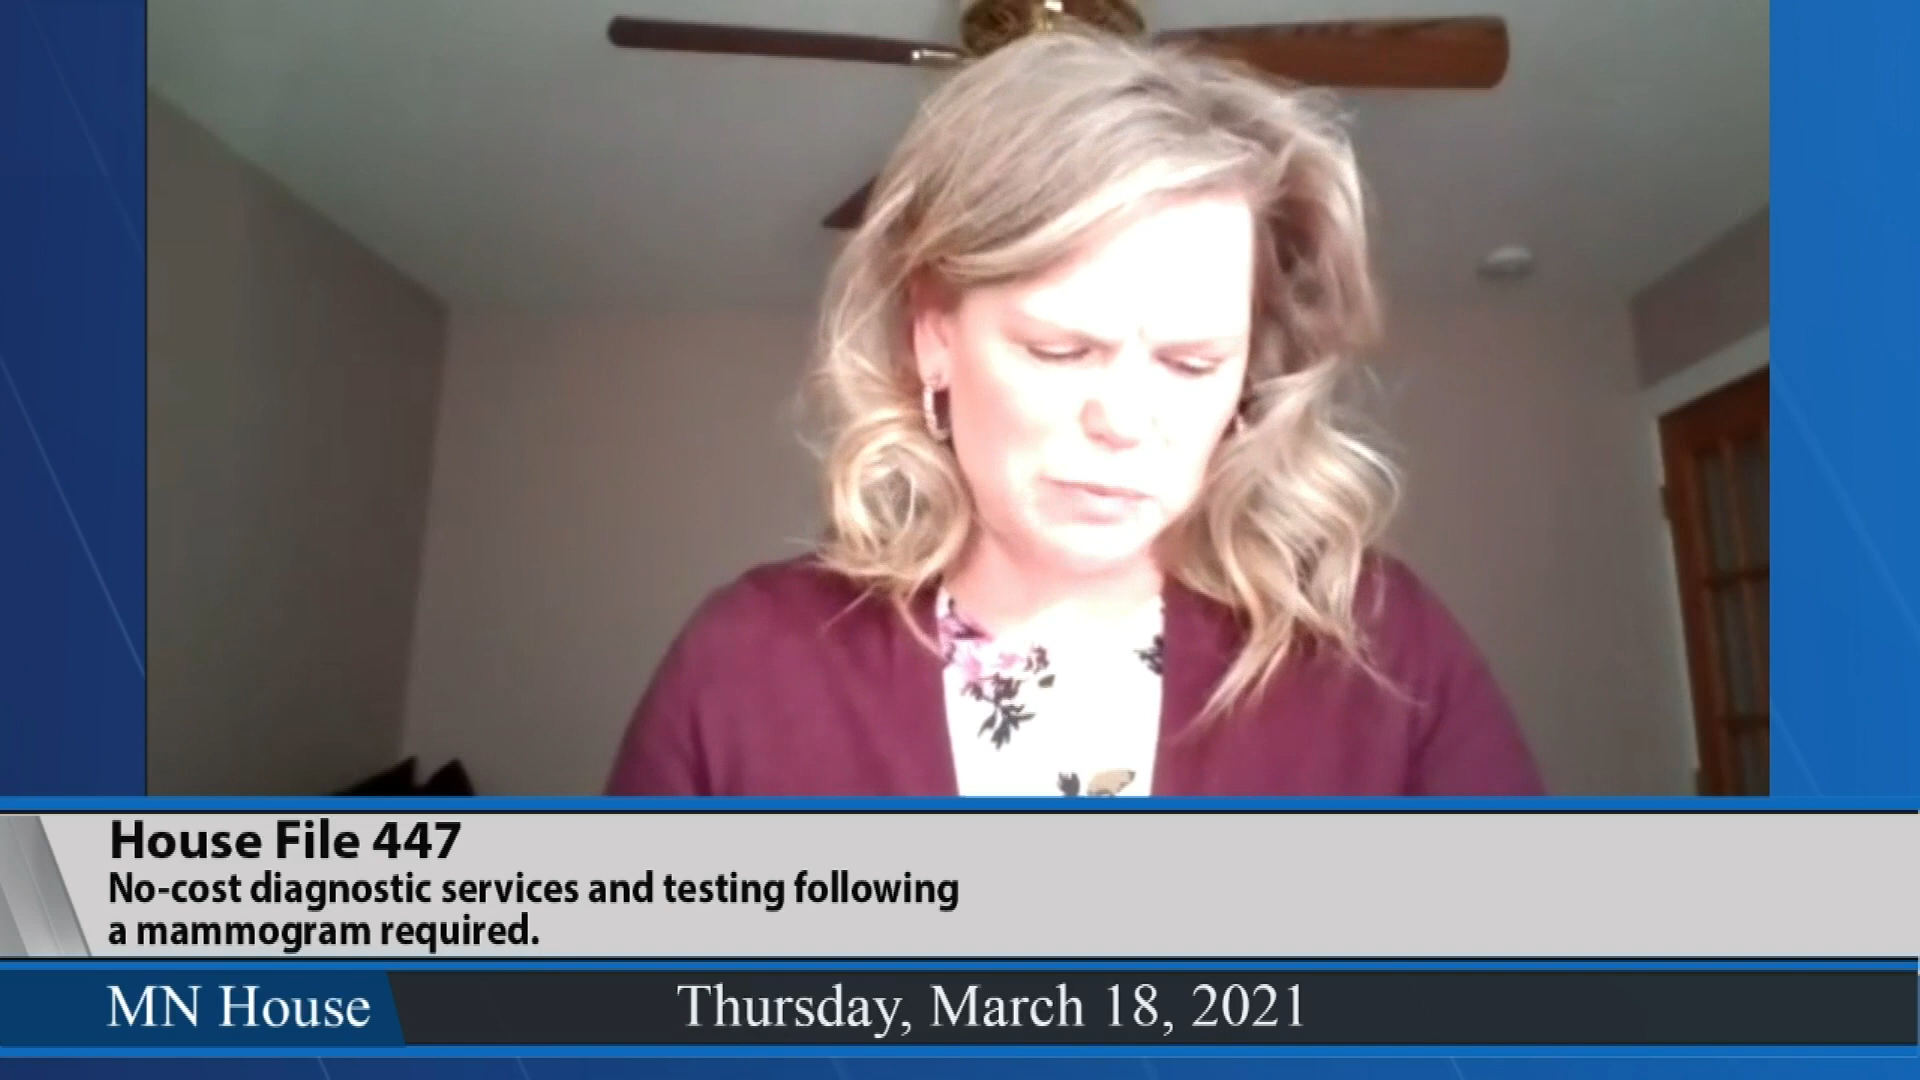 House File 447
No-cost diagnostic services and testing following
a mammogram required.
MN House
Thursday, March 18, 2021